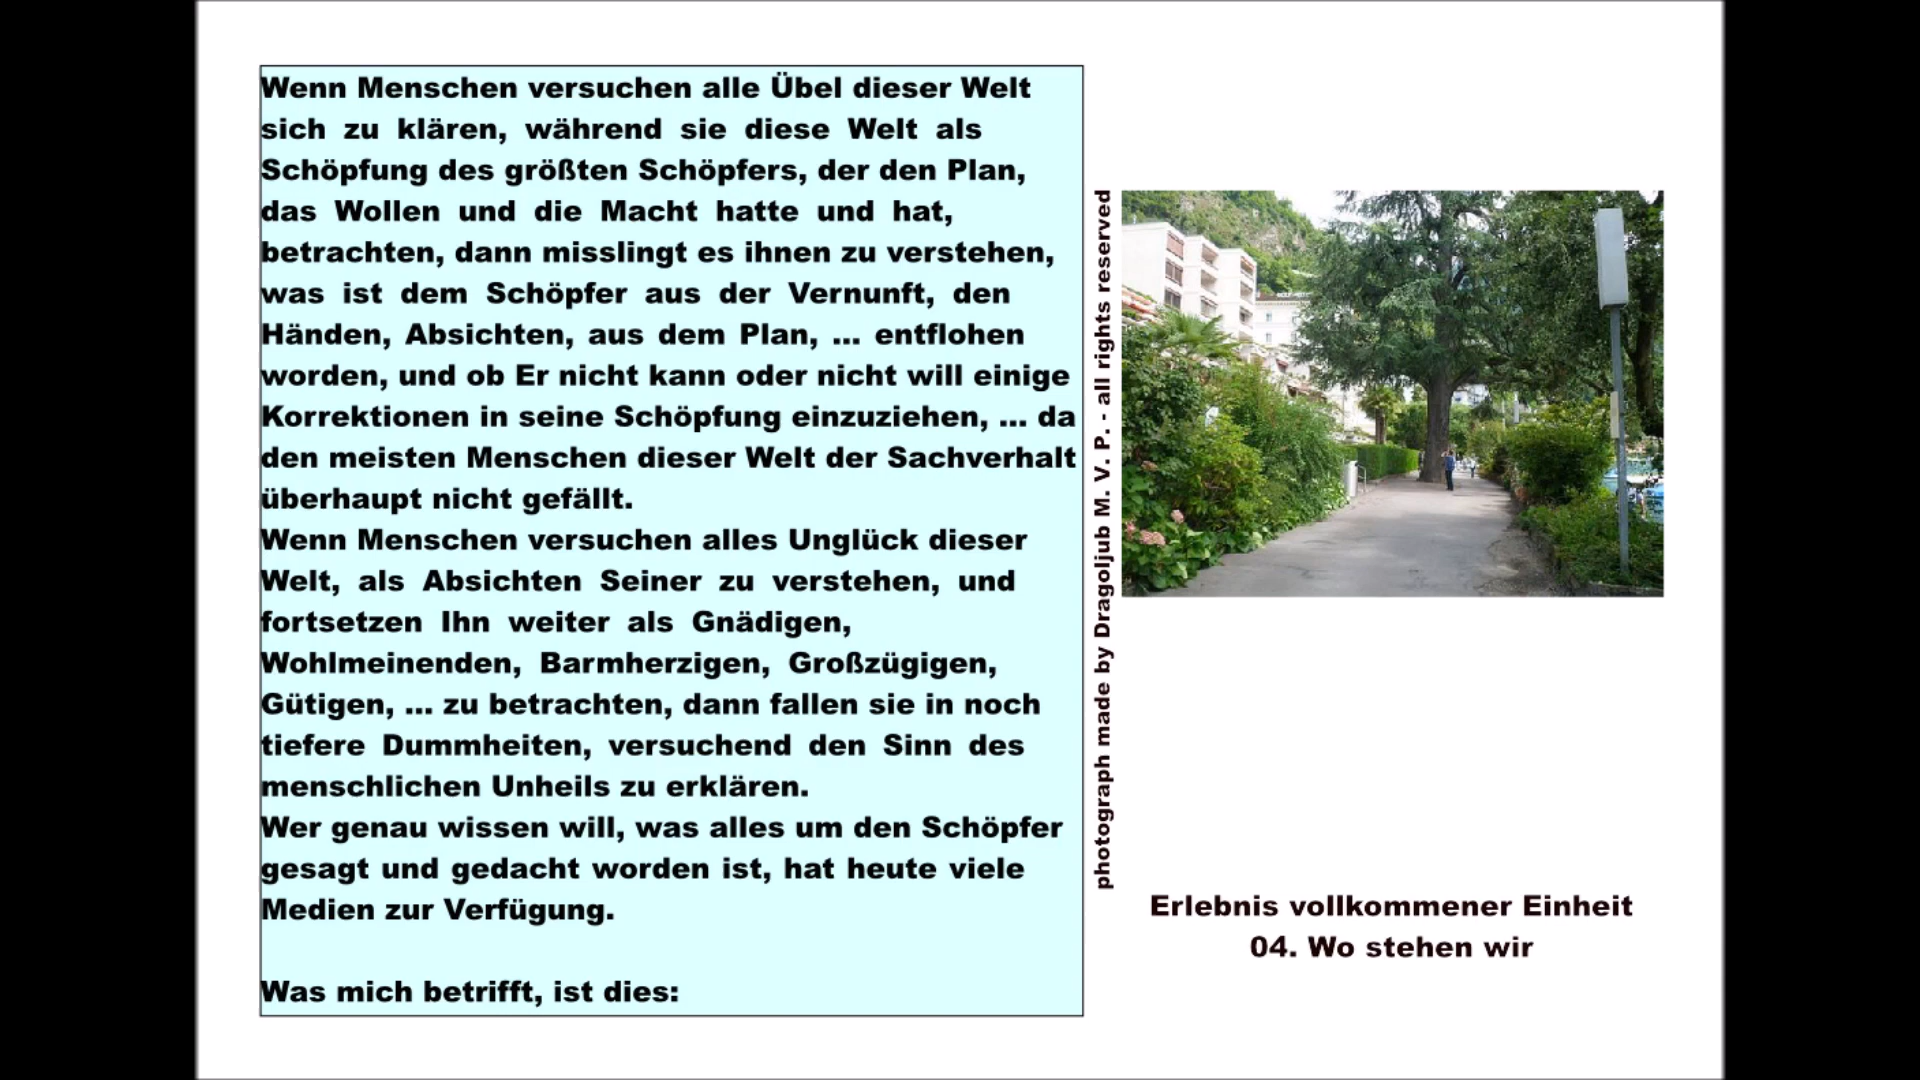 Wenn Menschen versuchen alle Übel dieser Welt
sich zu klären, während sie diese Welt als
Schöpfung des größten Schöpfers, der den Plan,
das Wollen und die Macht hatte und hat,
betrachten, dann misslingt es ihnen zu verstehen,
was ist dem Schöpfer aus der Vernunft, den
Händen, Absichten, aus dem Plan, ... entflohen
worden, und ob Er nicht kann oder nicht will einige
Korrektionen in seine Schöpfung einzuziehen, ... da
den meisten Menschen dieser Welt der Sachverhalt
überhaupt nicht gefällt.
Wenn Menschen versuchen alles Unglück dieser
Welt, als Absichten Seiner zu verstehen, und
fortsetzen Ihn weiter als Gnädigen,
Wohlmeinenden, Barmherzigen, Großzügigen,
Gütigen, ... zu betrachten, dann fallen sie in noch
tiefere Dummheiten, versuchend den Sinn des
menschlichen Unheils zu erklären.
Wer genau wissen will, was alles um den Schöpfer
gesagt und gedacht worden ist, hat heute viele
Medien zur Verfügung.
Was mich betrifft, ist dies:
photograph made by Dragoljub M. V. P. - all rights reserved
Erlebnis vollkommener Einheit
04. Wo stehen wir